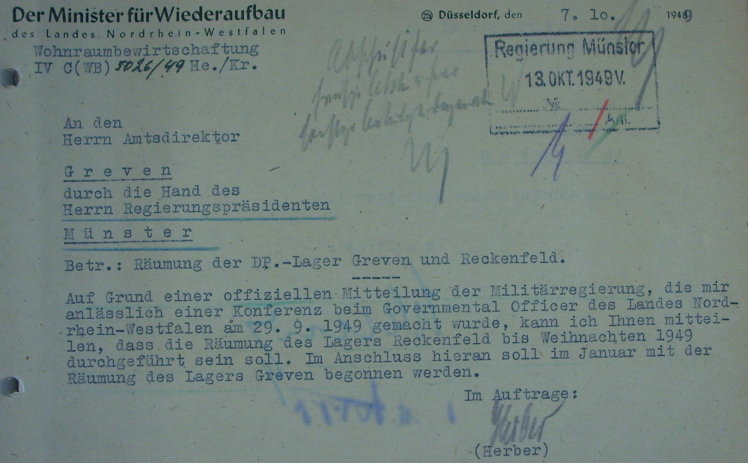 Der Minister für Wiederaufbau
des Landes Nordrhein-Westfalen
Düsseldorf, den 7. 10. 1949
Wohnraumbewirtschaftung
IV C(WB) 5026/49 He./Kr.
Regierung Münster
13. OKT. 1949 V.
An den
Herrn Amtsdirektor
Greven
durch die Hand des
Herrn Regierungspräsidenten
Münster
Betr.: Räumung der DP.-Lager Greven und Reckenfeld.
-----
Auf Grund einer offiziellen Mitteilung der Militärregierung, die mir
anlässlich einer Konferenz beim Governmental Officer des Landes Nord-
rhein-Westfalen am 29. 9. 1949 gemacht wurde, kann ich Ihnen mittei-
len, dass die Räumung des Lagers Reckenfeld bis Weihnachten 1949
durchgeführt sein soll. Im Anschluss hieran soll im Januar mit der
Räumung des Lagers Greven begonnen werden.
Im Auftrage:
Herber
(Herber)